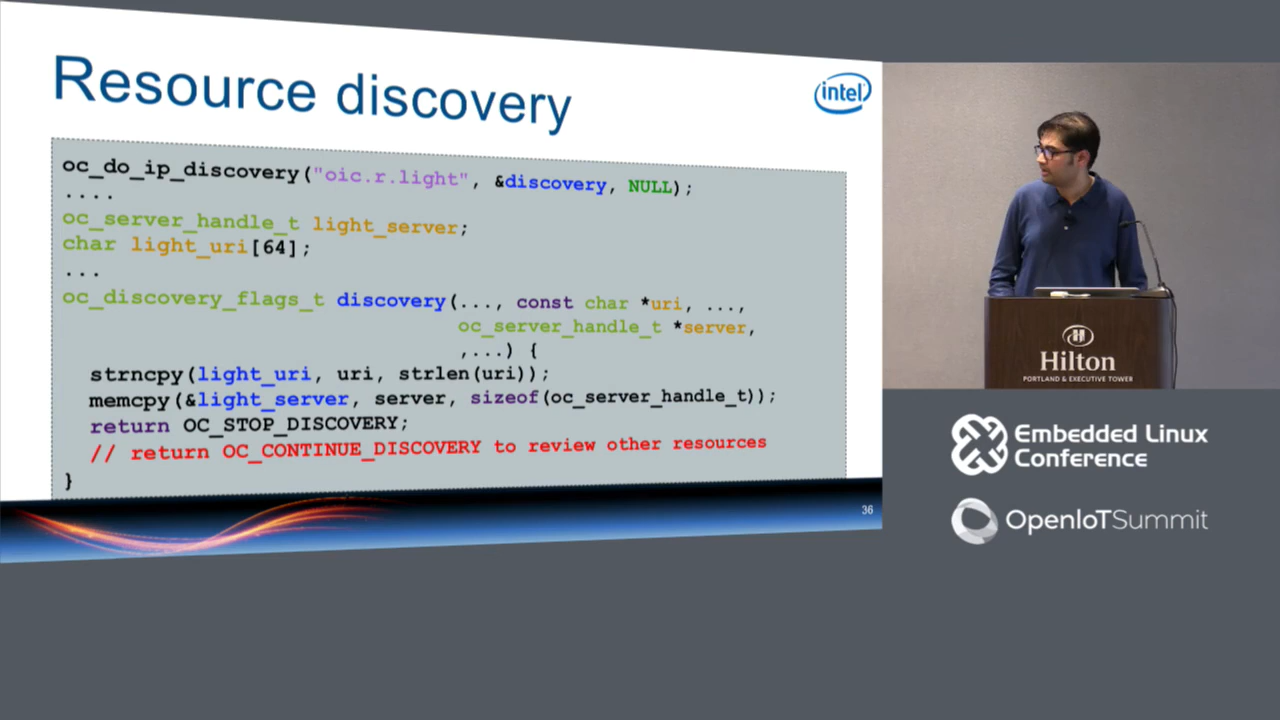 Resource discovery
intel
oc_do_ip_discovery("oic.r.light", &discovery, NULL);
....
oc_server_handle_t light_server;
char light_uri[64];
...
oc_discovery_flags_t discovery(..., const char *uri, ...,
oc_server_handle_t *server,
,...) {
strncpy(light_uri, uri, strlen(uri));
memcpy(&light_server, server, sizeof(oc_server_handle_t));
return OC_STOP_DISCOVERY;
// return OC_CONTINUE_DISCOVERY to review other resources
}
36
H
Hilton
PORTLAND & EXECUTIVE TOWER
Embedded Linux
Conference
OpenIoTSummit